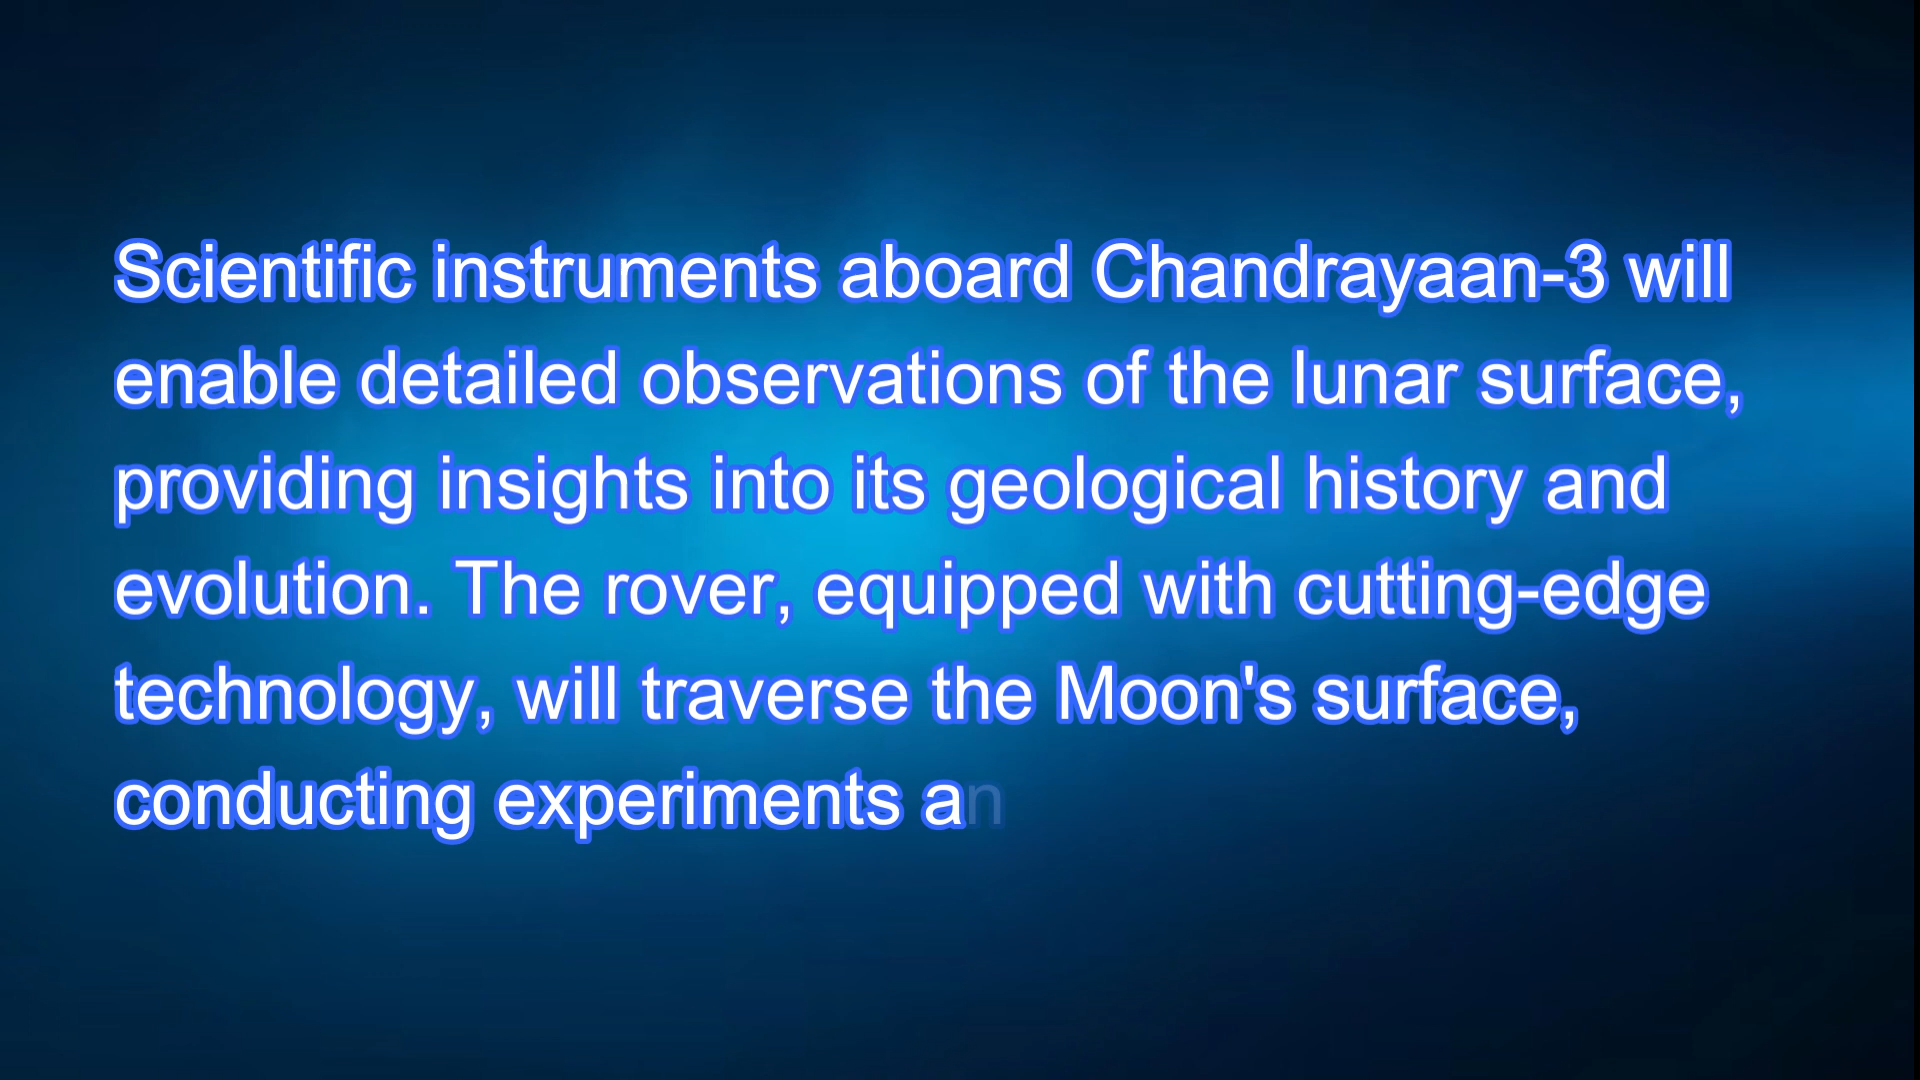 Scientific instruments aboard Chandrayaan-3 will
enable detailed observations of the lunar surface,
providing insights into its geological history and
evolution. The rover, equipped with cutting-edge
technology, will traverse the Moon's surface,
conducting experiments an